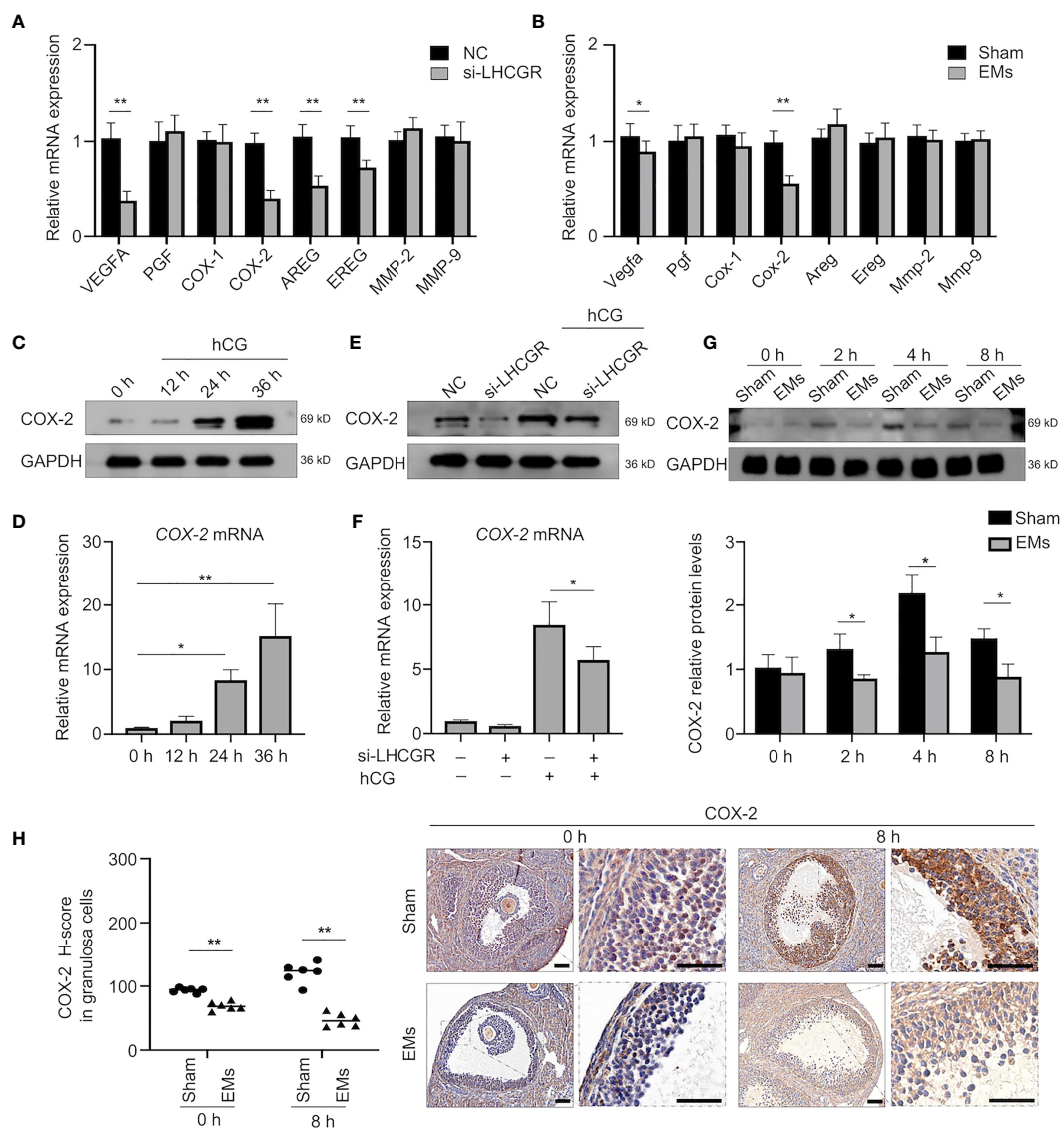 A
Relative mRNA expression
2
1
0
NC
si-LHCGR
** ** ** **
VEGFA PGF COX-1 COX-2 AREG EREG MMP-2 MMP-9
B
Relative mRNA expression
2
1
0
Sham
EMs
* **
Vegfa Pgf Cox-1 Cox-2 Areg Ereg Mmp-2 Mmp-9
C
hCG
0 h 12 h 24 h 36 h
COX-2 69 kD
GAPDH 36 kD
E
hCG
NC si-LHCGR NC si-LHCGR
COX-2 69 kD
GAPDH 36 kD
G
0 h 2 h 4 h 8 h
Sham EMs Sham EMs Sham EMs Sham EMs
COX-2 69 kD
GAPDH 36 kD
D
COX-2 mRNA
Relative mRNA expression
30
20
10
0
**
*
0 h 12 h 24 h 36 h
F
COX-2 mRNA
Relative mRNA expression
15
10
5
0
*
si-LHCGR – + – +
hCG – – + +
Sham
EMs
COX-2 relative protein levels
3
2
1
0
* * *
0 h 2 h 4 h 8 h
H
COX-2 H-score
in granulosa cells
300
200
100
0
** **
Sham EMs Sham EMs
0 h 8 h
COX-2
0 h 8 h
Sham
EMs